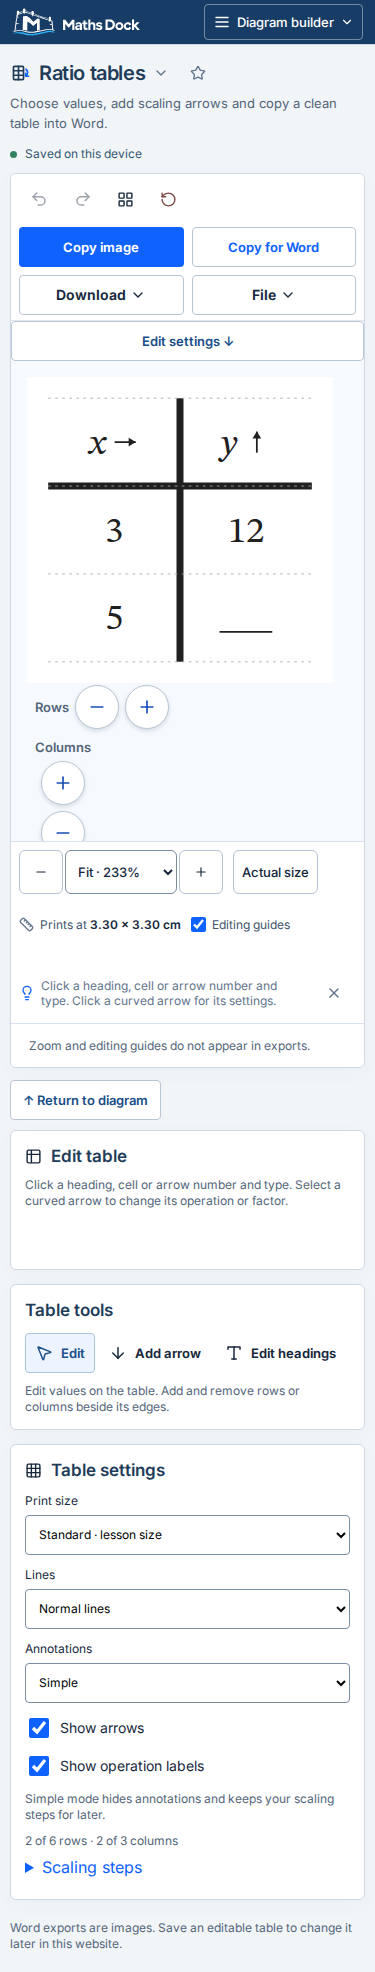 Maths Dock
Diagram builder
Ratio tables
Choose values, add scaling arrows and copy a clean
table into Word.
Saved on this device
Copy image
Copy for Word
Download
File
Edit settings ↓
x → y ↑
3 12
5 ___
Rows − +
Columns
+
−
− Fit · 233% + Actual size
Prints at 3.30 × 3.30 cm Editing guides
Click a heading, cell or arrow number and
type. Click a curved arrow for its settings.
Zoom and editing guides do not appear in exports.
↑ Return to diagram
Edit table
Click a heading, cell or arrow number and type. Select a
curved arrow to change its operation or factor.
Table tools
Edit Add arrow Edit headings
Edit values on the table. Add and remove rows or
columns beside its edges.
Table settings
Print size
Standard · lesson size
Lines
Normal lines
Annotations
Simple
Show arrows
Show operation labels
Simple mode hides annotations and keeps your scaling
steps for later.
2 of 6 rows · 2 of 3 columns
Scaling steps
Word exports are images. Save an editable table to change it
later in this website.